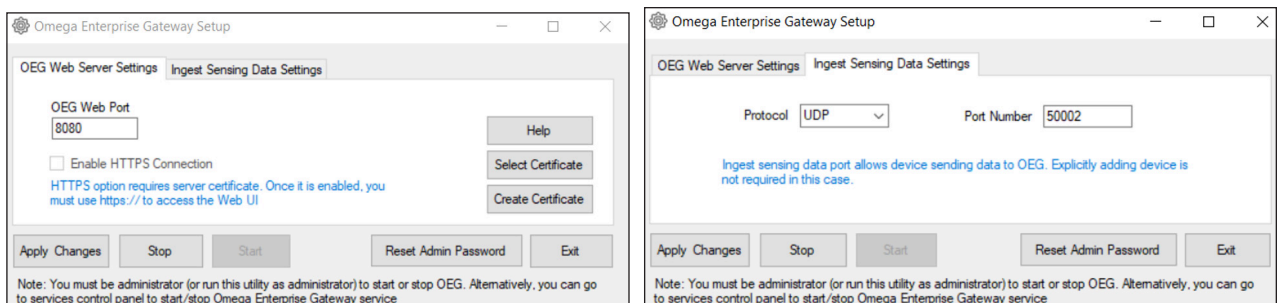 Omega Enterprise Gateway Setup
OEG Web Server Settings Ingest Sensing Data Settings
OEG Web Port
8080
Help
Enable HTTPS Connection
Select Certificate
HTTPS option requires server certificate. Once it is enabled, you
must use https:// to access the Web UI
Create Certificate
Apply Changes Stop Start Reset Admin Password Exit
Note: You must be administrator (or run this utility as administrator) to start or stop OEG. Alternatively, you can go
to services control panel to start/stop Omega Enterprise Gateway service
Omega Enterprise Gateway Setup
OEG Web Server Settings Ingest Sensing Data Settings
Protocol UDP Port Number 50002
Ingest sensing data port allows device sending data to OEG. Explicitly adding device is
not required in this case.
Apply Changes Stop Start Reset Admin Password Exit
Note: You must be administrator (or run this utility as administrator) to start or stop OEG. Alternatively, you can go
to services control panel to start/stop Omega Enterprise Gateway service